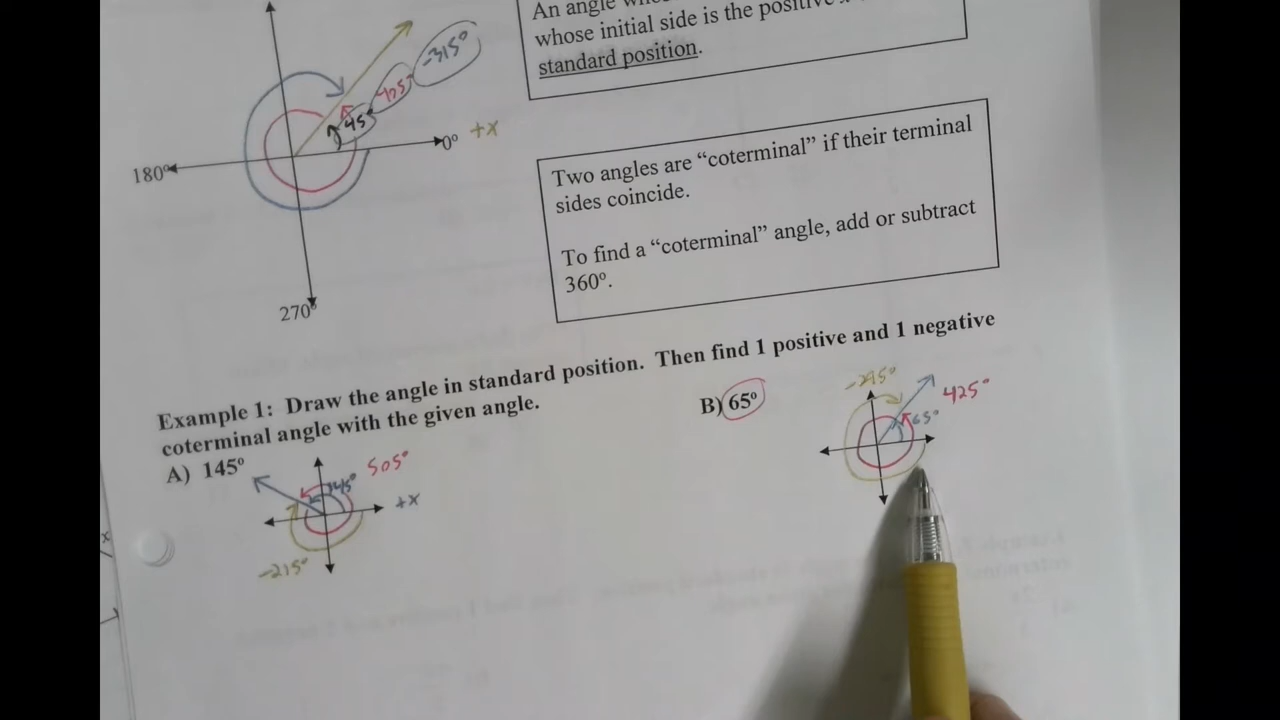 An angle
whose initial side is the positive x
standard position.
-315°
405°
45°
0° +x
180°
270°
Two angles are “coterminal” if their terminal
sides coincide.
To find a “coterminal” angle, add or subtract
360°.
Example 1: Draw the angle in standard position. Then find 1 positive and 1 negative
coterminal angle with the given angle.
A) 145°
145°
505°
+x
-215°
B) 65°
-295°
425°
65°